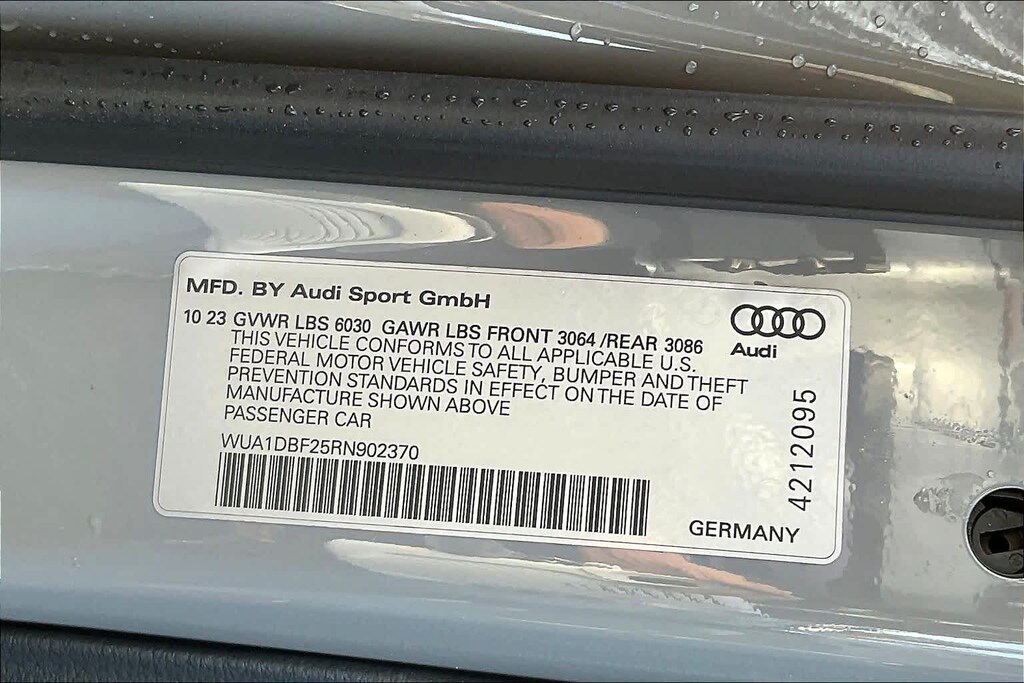 MFD. BY Audi Sport GmbH
10 23 GVWR LBS 6030 GAWR LBS FRONT 3064 /REAR 3086
THIS VEHICLE CONFORMS TO ALL APPLICABLE U.S.
FEDERAL MOTOR VEHICLE SAFETY, BUMPER AND THEFT
PREVENTION STANDARDS IN EFFECT ON THE DATE OF
MANUFACTURE SHOWN ABOVE
PASSENGER CAR
WUA1DBF25RN902370
Audi
4212095
GERMANY